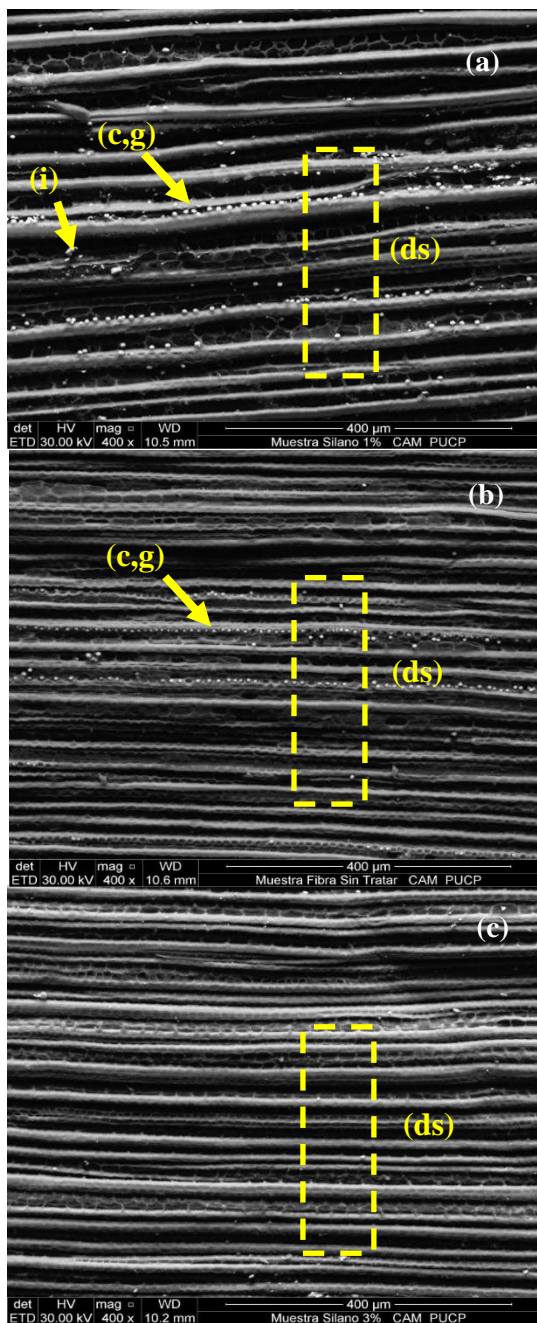 (a)
(c,g)
(i)
(ds)
det HV mag □ WD 400 µm
ETD 30.00 kV 400 x 10.5 mm Muestra Silano 1% CAM PUCP
(b)
(c,g)
(ds)
det HV mag □ WD 400 µm
ETD 30.00 kV 400 x 10.6 mm Muestra Fibra Sin Tratar CAM PUCP
(c)
(ds)
det HV mag □ WD 400 µm
ETD 30.00 kV 400 x 10.2 mm Muestra Silano 3% CAM PUCP